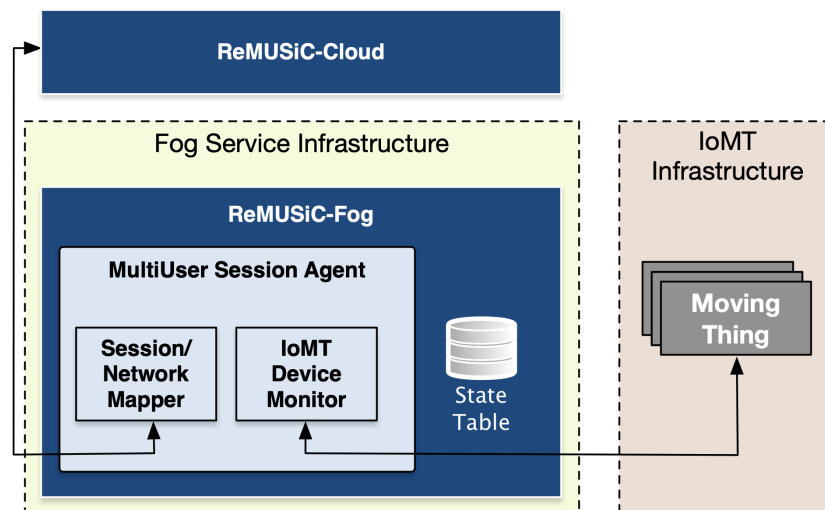 ReMUSiC-Cloud
Fog Service Infrastructure
ReMUSiC-Fog
MultiUser Session Agent
Session/
Network
Mapper
IoMT
Device
Monitor
State
Table
IoMT
Infrastructure
Moving
Thing